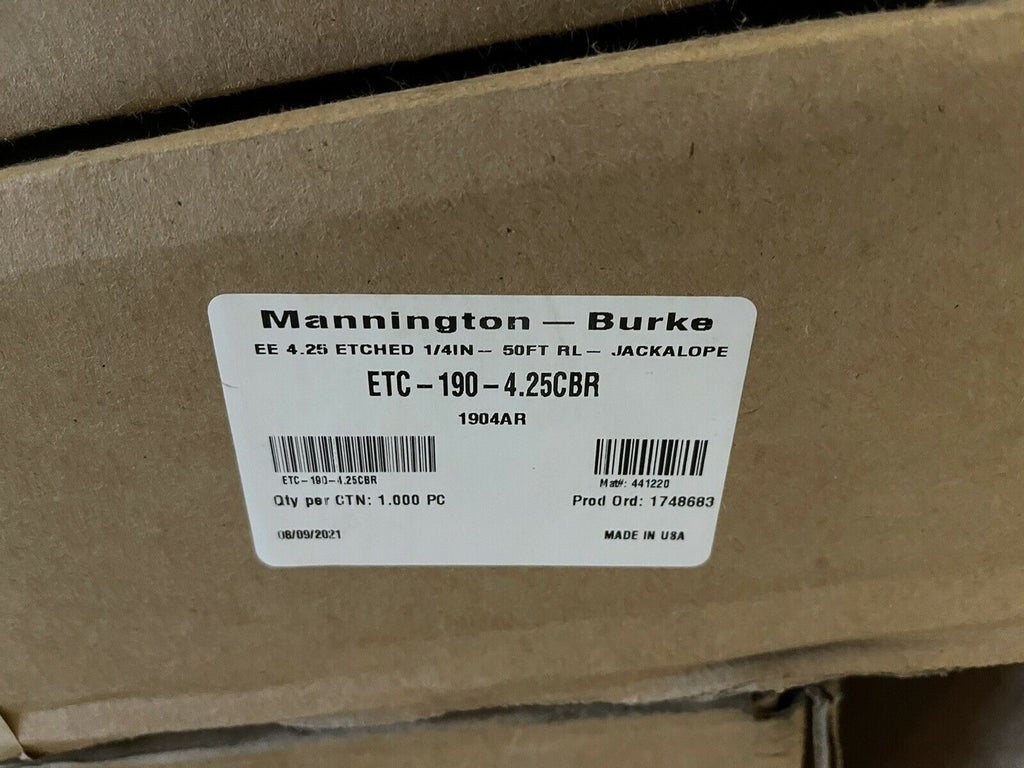 Mannington — Burke
EE 4.25 ETCHED 1/4IN — 50FT RL — JACKALOPE
ETC-190-4.25CBR
1904AR
ETC-190-4.25CBR
Mat#: 441220
Qty per CTN: 1.000 PC
Prod Ord: 1748683
08/09/2021
MADE IN USA